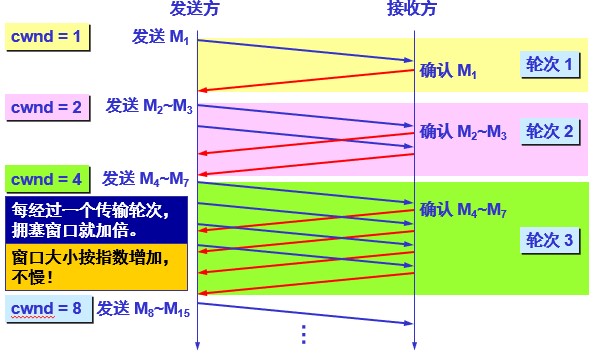 发送方 接收方
cwnd = 1 发送 M1
确认 M1 轮次 1
cwnd = 2 发送 M2~M3
确认 M2~M3 轮次 2
cwnd = 4 发送 M4~M7
确认 M4~M7
每经过一个传输轮次，
拥塞窗口就加倍。
轮次 3
窗口大小按指数增加，
不慢！
cwnd = 8 发送 M8~M15
⋮